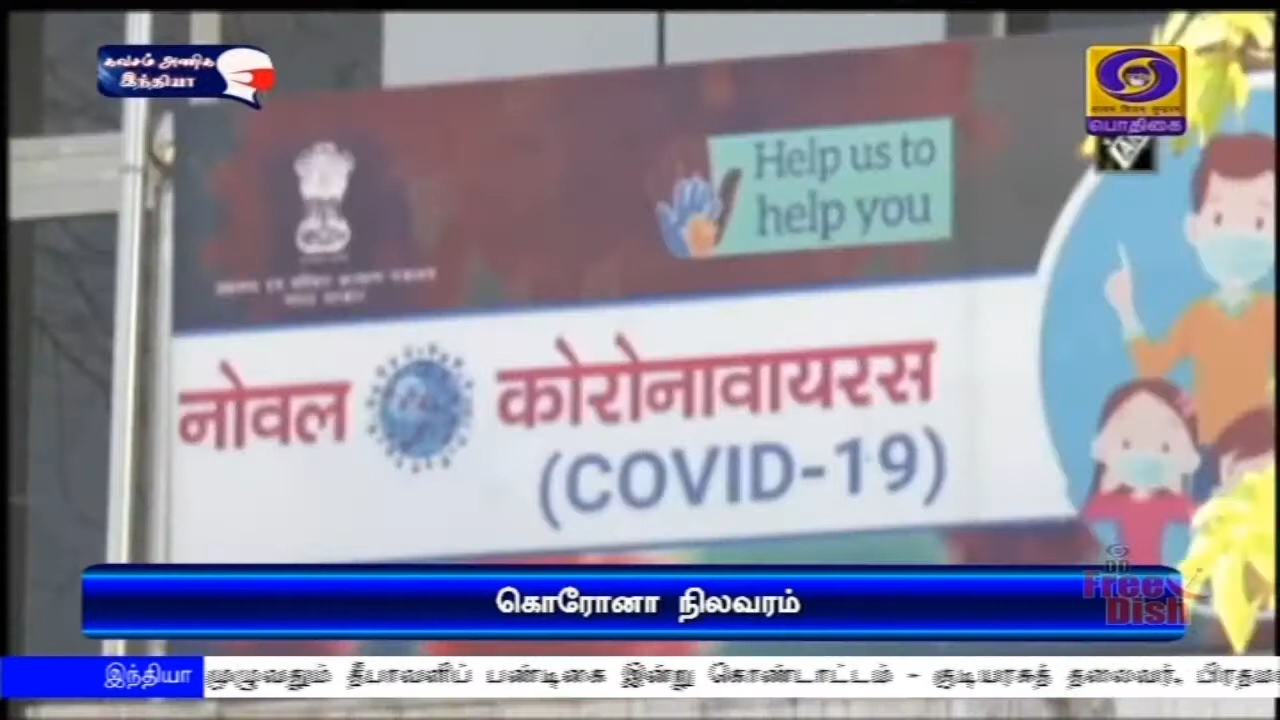 கவசம் அணிக
இந்தியா
பொதிகை
Help us to
help you
नोवल कोरोनावायरस
(COVID-19)
DD
Free
Dish
கொரோனா நிலவரம்
இந்தியா முழுவதும் தீபாவளிப் பண்டிகை இன்று கொண்டாட்டம் - குடியரசுத் தலைவர்,